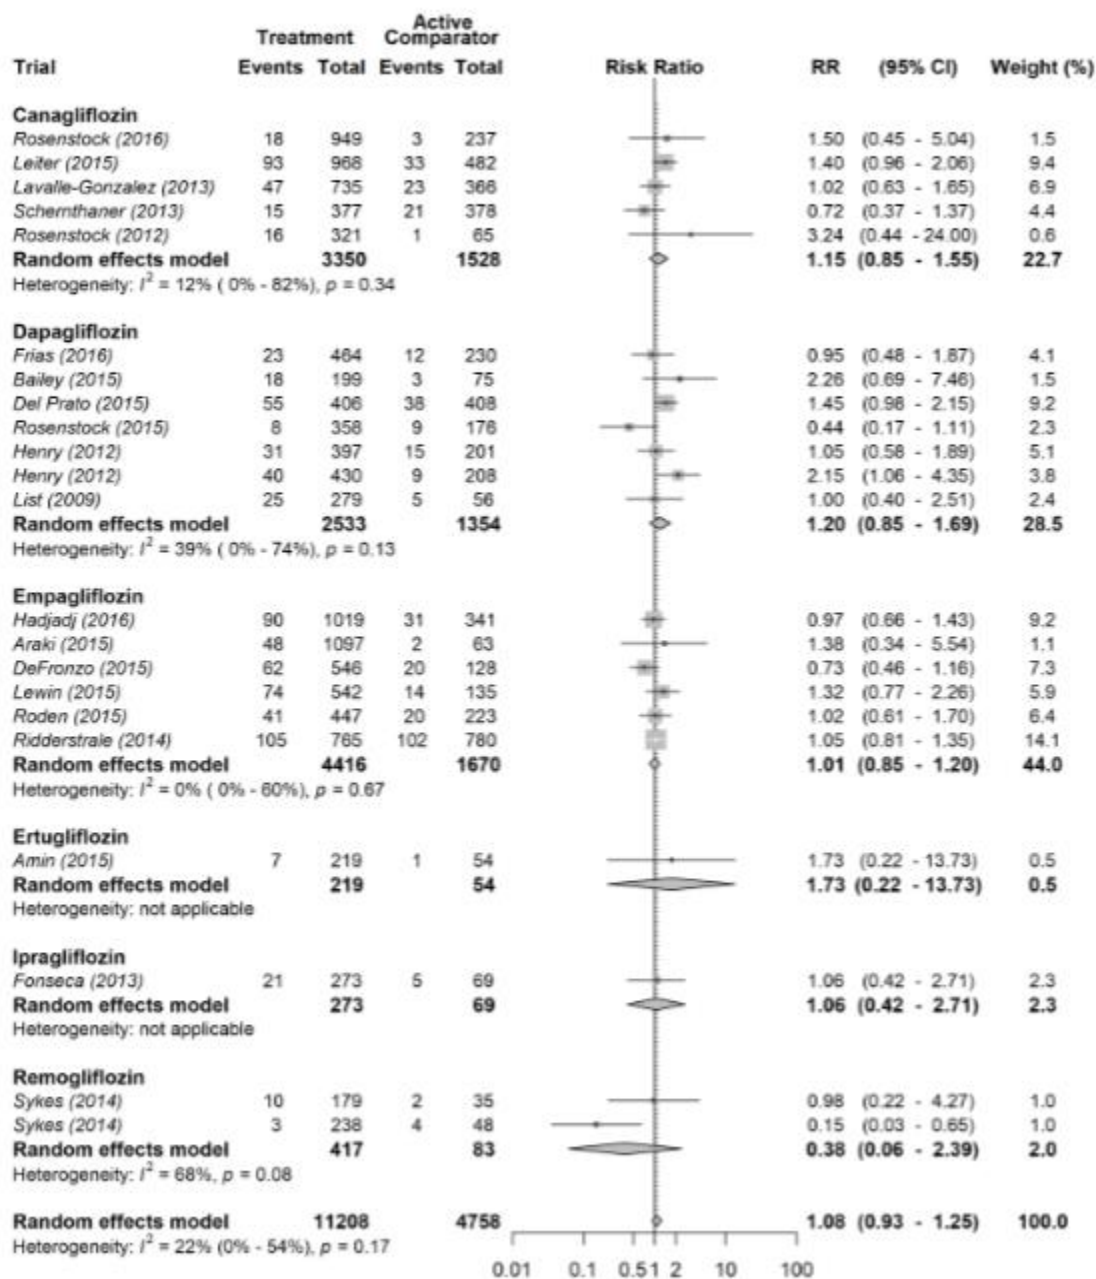 Treatment Active Comparator
Trial Events Total Events Total Risk Ratio RR (95% CI) Weight (%)
Canagliflozin
Rosenstock (2016) 18 949 3 237 1.50 (0.45 - 5.04) 1.5
Leiter (2015) 93 968 33 482 1.40 (0.96 - 2.06) 9.4
Lavalle-Gonzalez (2013) 47 735 23 366 1.02 (0.63 - 1.65) 6.9
Schernthaner (2013) 15 377 21 378 0.72 (0.37 - 1.37) 4.4
Rosenstock (2012) 16 321 1 65 3.24 (0.44 - 24.00) 0.6
Random effects model 3350 1528 1.15 (0.85 - 1.55) 22.7
Heterogeneity: I² = 12% ( 0% - 82%), p = 0.34
Dapagliflozin
Frias (2016) 23 464 12 230 0.95 (0.48 - 1.87) 4.1
Bailey (2015) 18 199 3 75 2.26 (0.69 - 7.46) 1.5
Del Prato (2015) 55 406 38 408 1.45 (0.98 - 2.15) 9.2
Rosenstock (2015) 8 358 9 176 0.44 (0.17 - 1.11) 2.3
Henry (2012) 31 397 15 201 1.05 (0.58 - 1.89) 5.1
Henry (2012) 40 430 9 208 2.15 (1.06 - 4.35) 3.8
List (2009) 25 279 5 56 1.00 (0.40 - 2.51) 2.4
Random effects model 2533 1354 1.20 (0.85 - 1.69) 28.5
Heterogeneity: I² = 39% ( 0% - 74%), p = 0.13
Empagliflozin
Hadjadj (2016) 90 1019 31 341 0.97 (0.66 - 1.43) 9.2
Araki (2015) 48 1097 2 63 1.38 (0.34 - 5.54) 1.1
DeFronzo (2015) 62 546 20 128 0.73 (0.46 - 1.16) 7.3
Lewin (2015) 74 542 14 135 1.32 (0.77 - 2.26) 5.9
Roden (2015) 41 447 20 223 1.02 (0.61 - 1.70) 6.4
Ridderstrale (2014) 105 765 102 780 1.05 (0.81 - 1.35) 14.1
Random effects model 4416 1670 1.01 (0.85 - 1.20) 44.0
Heterogeneity: I² = 0% ( 0% - 60%), p = 0.67
Ertugliflozin
Amin (2015) 7 219 1 54 1.73 (0.22 - 13.73) 0.5
Random effects model 219 54 1.73 (0.22 - 13.73) 0.5
Heterogeneity: not applicable
Ipragliflozin
Fonseca (2013) 21 273 5 69 1.06 (0.42 - 2.71) 2.3
Random effects model 273 69 1.06 (0.42 - 2.71) 2.3
Heterogeneity: not applicable
Remogliflozin
Sykes (2014) 10 179 2 35 0.98 (0.22 - 4.27) 1.0
Sykes (2014) 3 238 4 48 0.15 (0.03 - 0.65) 1.0
Random effects model 417 83 0.38 (0.06 - 2.39) 2.0
Heterogeneity: I² = 68%, p = 0.08
Random effects model 11208 4758 1.08 (0.93 - 1.25) 100.0
Heterogeneity: I² = 22% (0% - 54%), p = 0.17
0.01 0.1 0.5 1 2 10 100